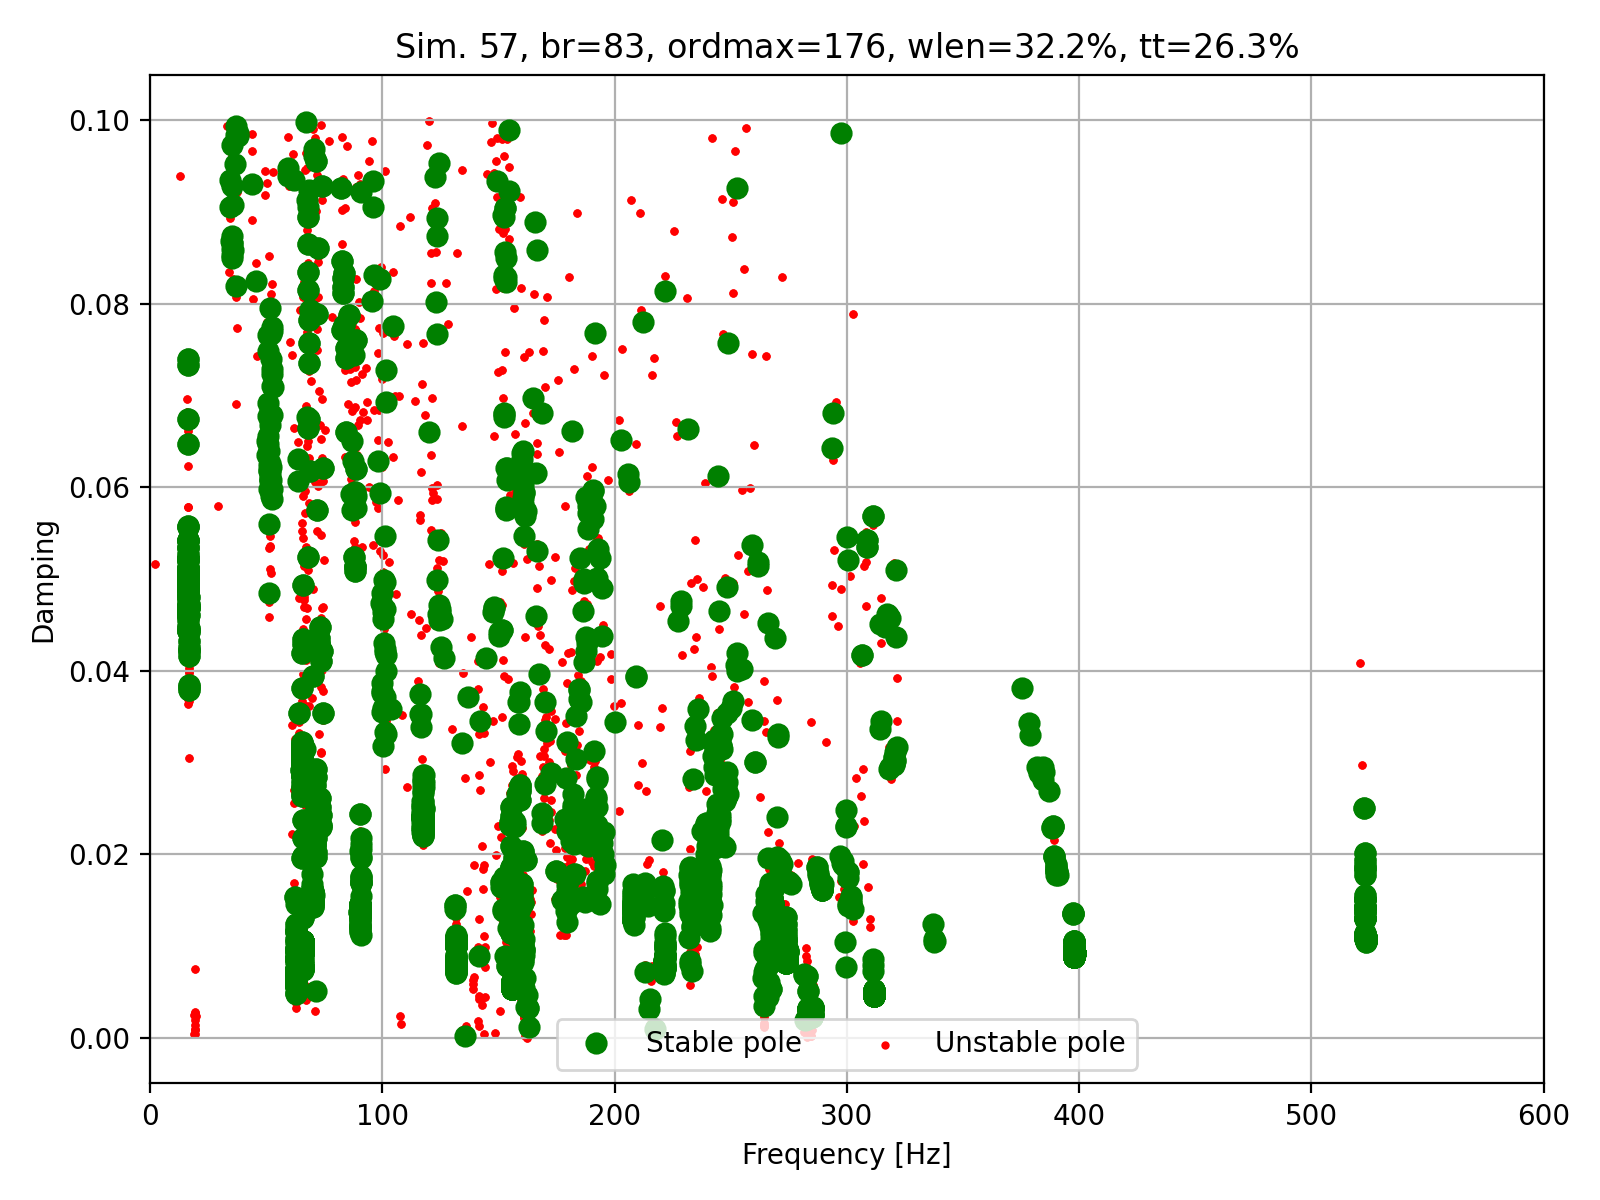 Sim. 57, br=83, ordmax=176, wlen=32.2%, tt=26.3%
0.10
0.08
0.06
0.04
0.02
0.00
Damping
Stable pole
Unstable pole
0
100
200
300
400
500
600
Frequency [Hz]